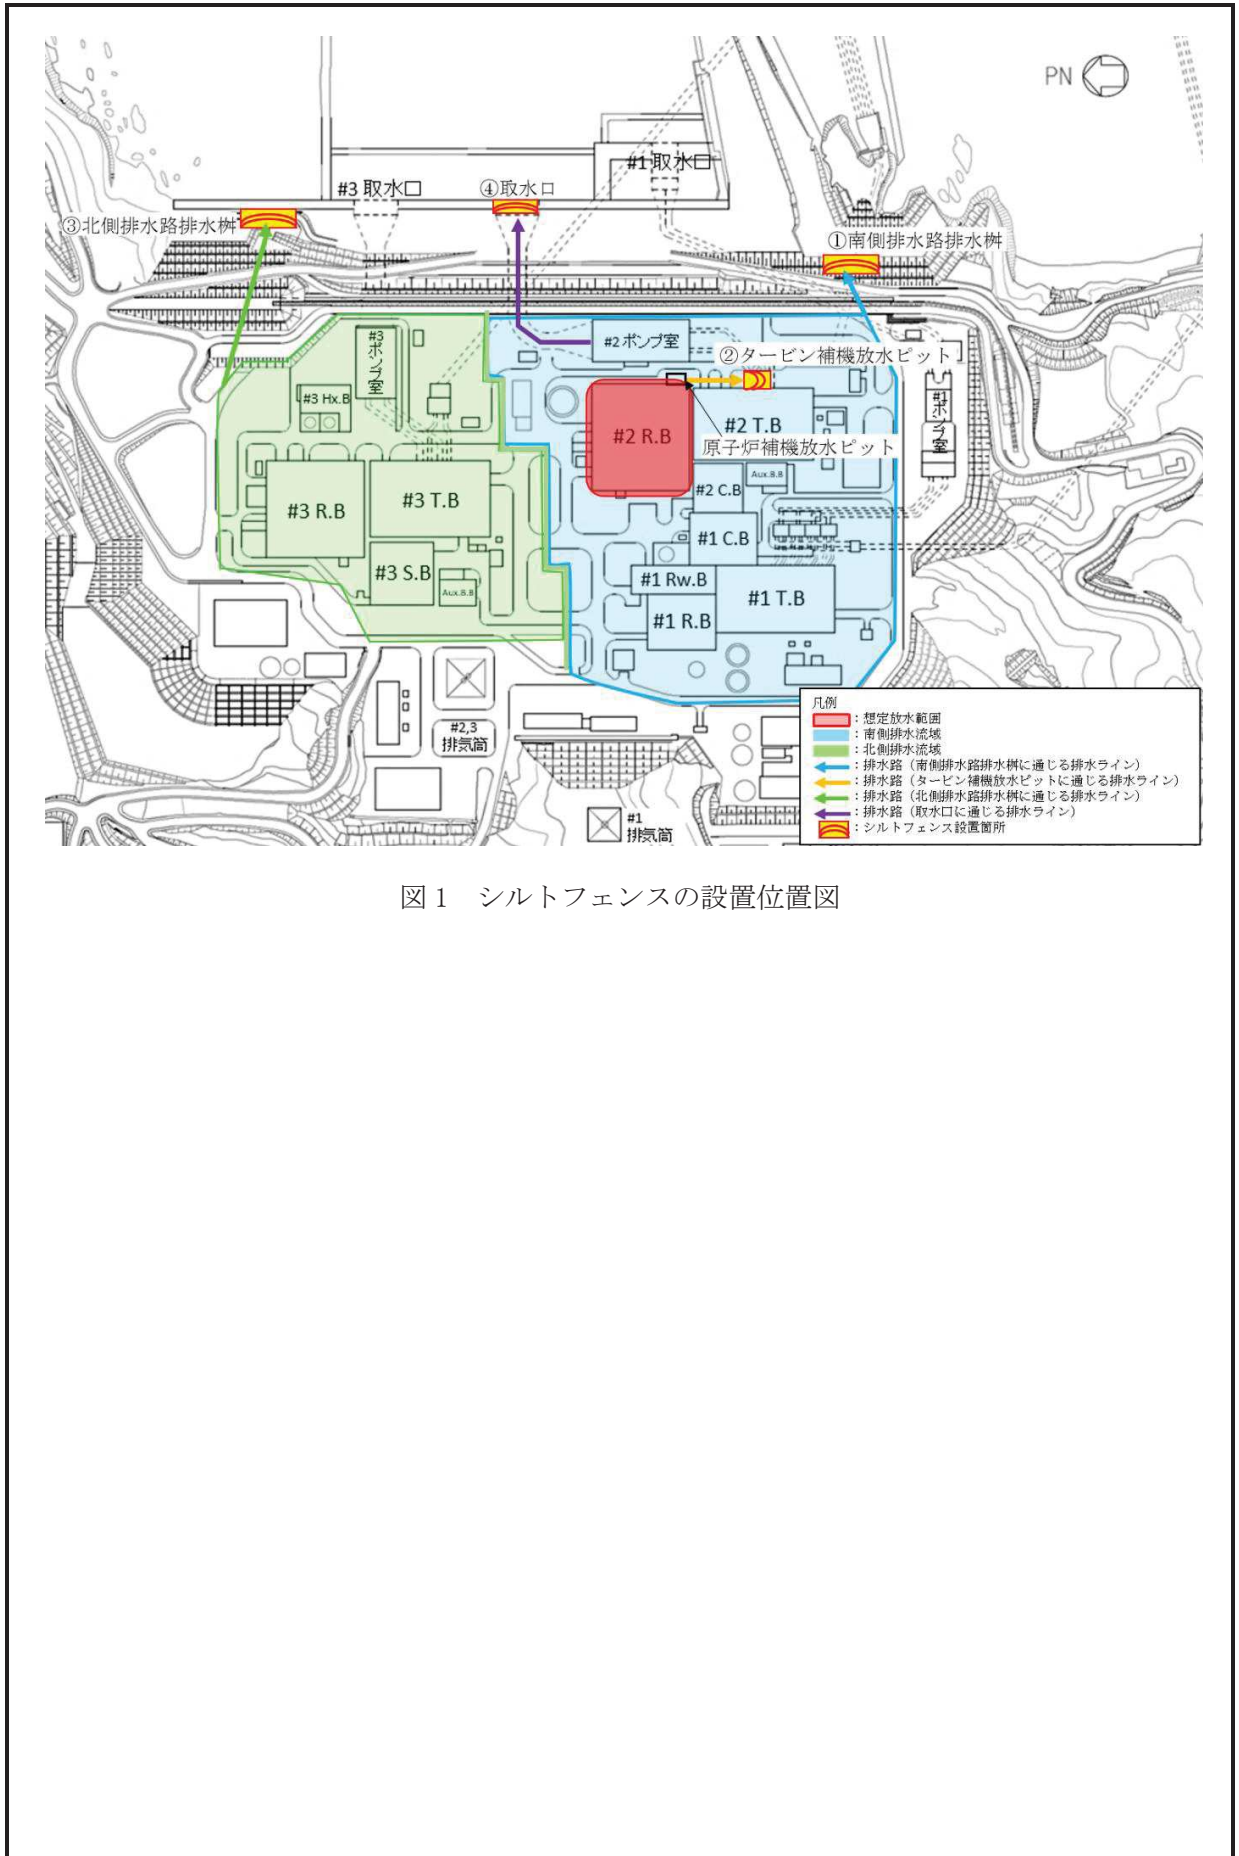 PN
#1 取水口
#3 取水口
④取水口
③北側排水路排水桝
①南側排水路排水桝
#3
ポンプ室
#2 ポンプ室
②タービン補機放水ピット
#1
ポンプ室
#3 Hx.B
#2 R.B
#2 T.B
原子炉補機放水ピット
#3 R.B
#3 T.B
#2 C.B
Aux.B.B
#1 C.B
#3 S.B
Aux.B.B
#1 Rw.B
#1 T.B
#1 R.B
#2,3
排気筒
#1
排気筒
凡例
：想定放水範囲
：南側排水流域
：北側排水流域
：排水路（南側排水路排水桝に通じる排水ライン）
：排水路（タービン補機放水ピットに通じる排水ライン）
：排水路（北側排水路排水桝に通じる排水ライン）
：排水路（取水口に通じる排水ライン）
：シルトフェンス設置箇所
図１　シルトフェンスの設置位置図